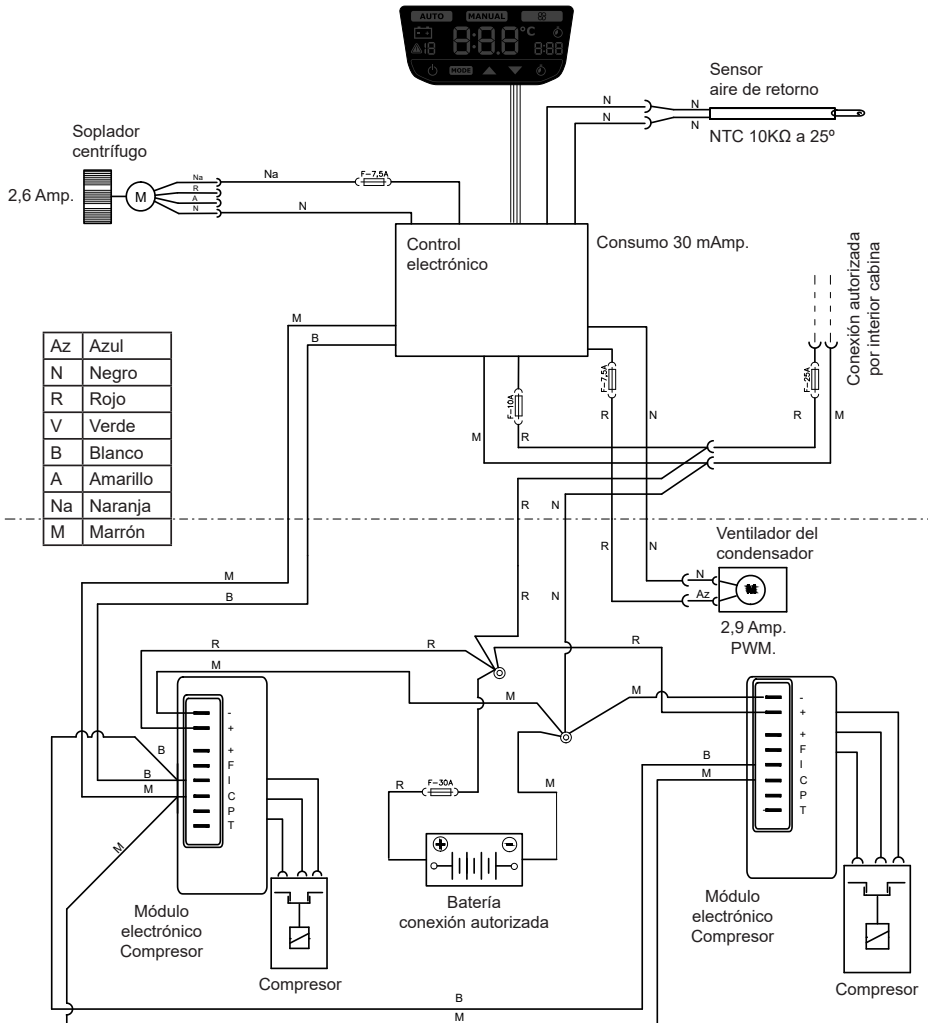 AUTO MANUAL
8:8.8 °C
18 8:88
MODE
Sensor
aire de retorno
N N
N N
NTC 10KΩ a 25º
Soplador
centrífugo
2,6 Amp.
M
Na
R
A
N
Na
F-7,5A
N
Control
electrónico
Consumo 30 mAmp.
Conexión autorizada
por interior cabina
M
B
Az Azul
N Negro
R Rojo
V Verde
B Blanco
A Amarillo
Na Naranja
M Marrón
F-10A
F-7,5A
F-25A
M R
R N
R M
R N
R N
Ventilador del
condensador
N
Az
M
2,9 Amp.
PWM.
M
B
R N
R R
M
R
M
M
-
+
+
F
I
C
P
T
B
B
M
M
-
+
+
F
I
C
P
T
B
M
R
F-30A
M
+ -
Batería
conexión autorizada
Módulo
electrónico
Compresor
Compresor
Módulo
electrónico
Compresor
Compresor
B
M